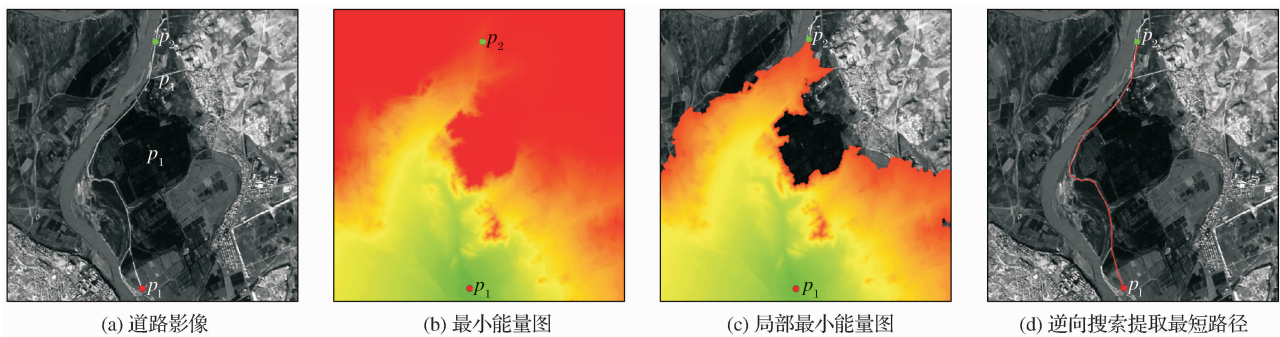 p₂
p₁
p₁
p₁
(a) 道路影像
p₂
p₁
(b) 最小能量图
p₂
p₁
(c) 局部最小能量图
p₂
p₁
(d) 逆向搜索提取最短路径